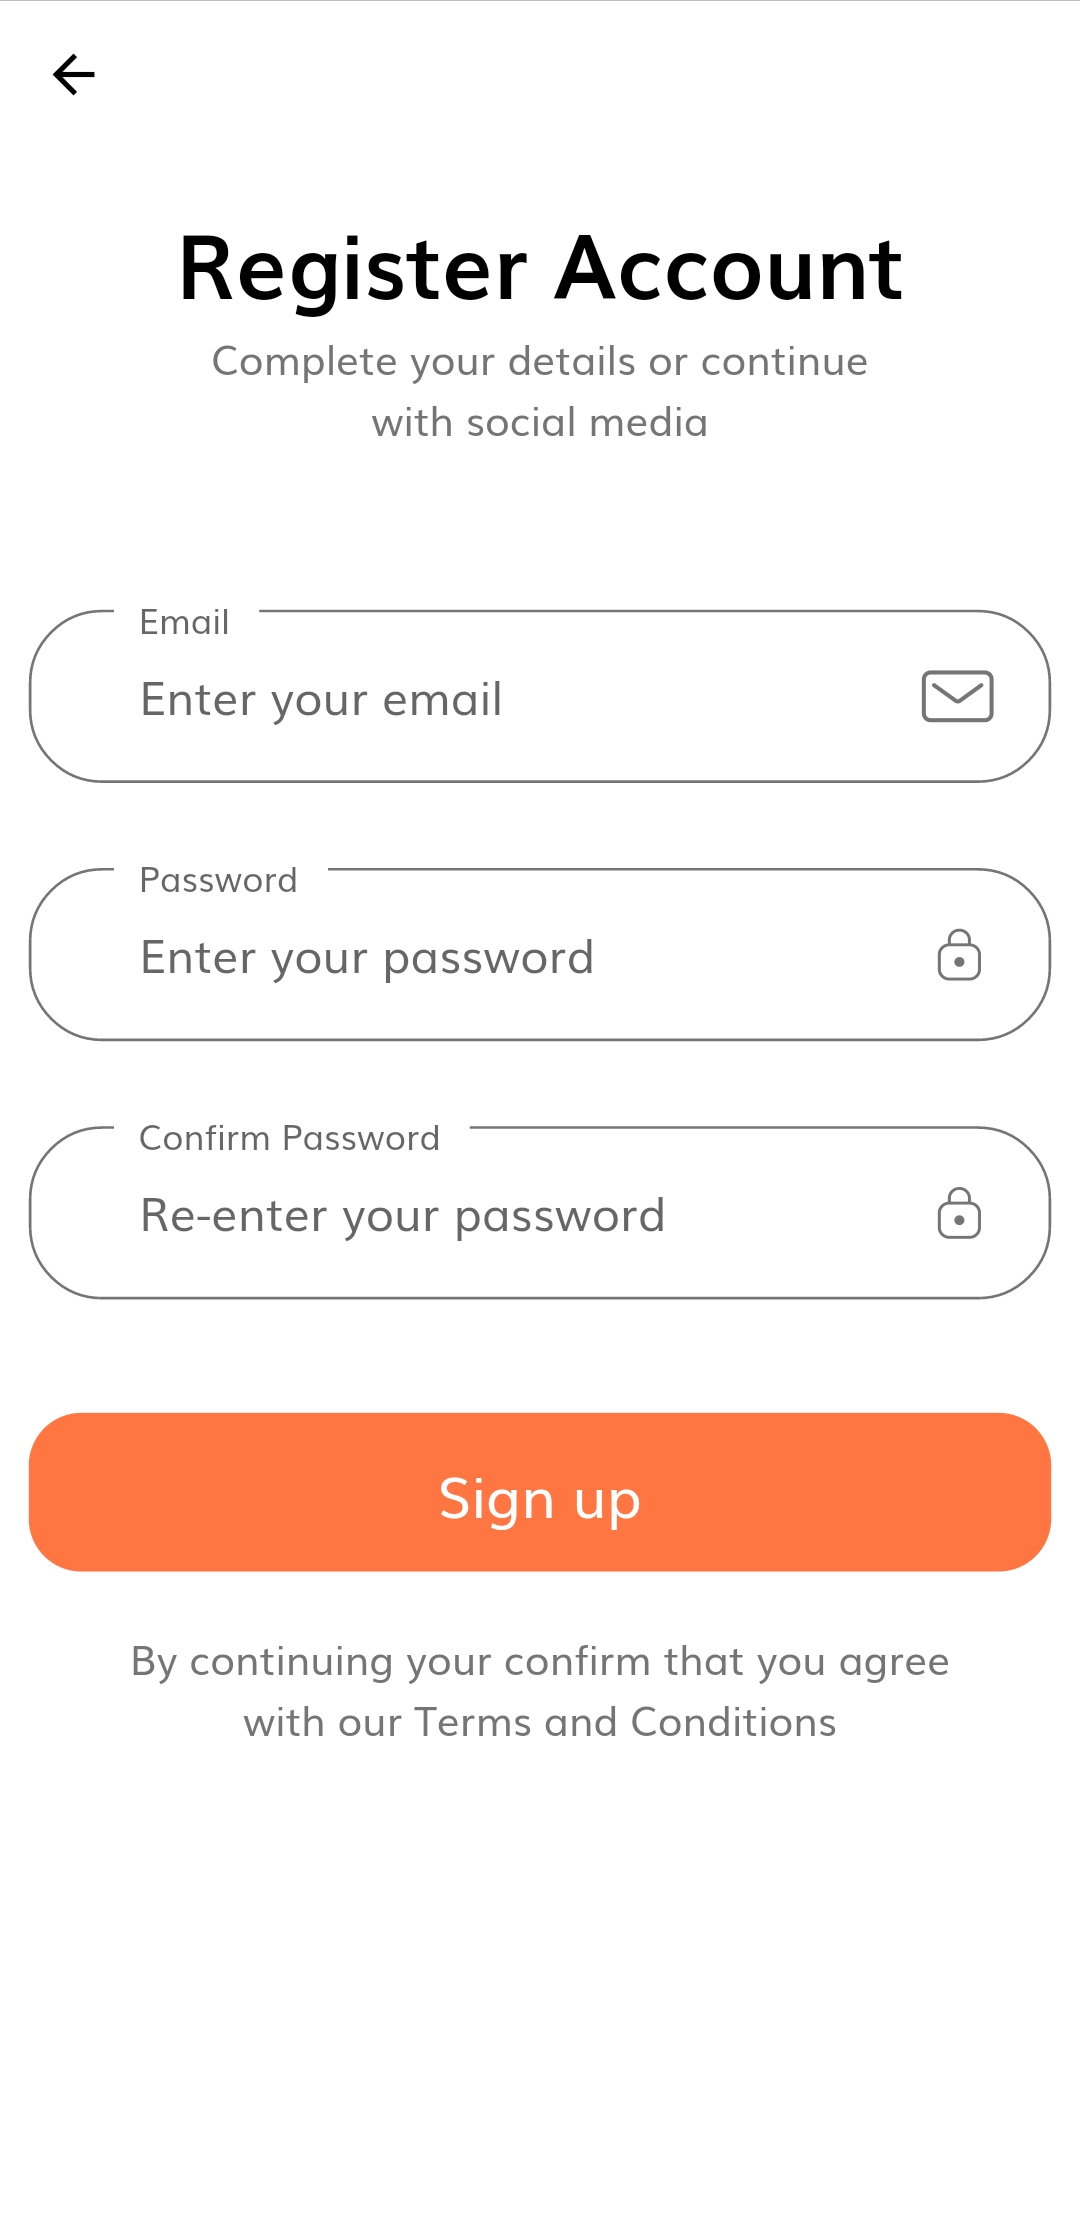 Register Account
Complete your details or continue
with social media
Email
Enter your email
Password
Enter your password
Confirm Password
Re-enter your password
Sign up
By continuing your confirm that you agree
with our Terms and Conditions